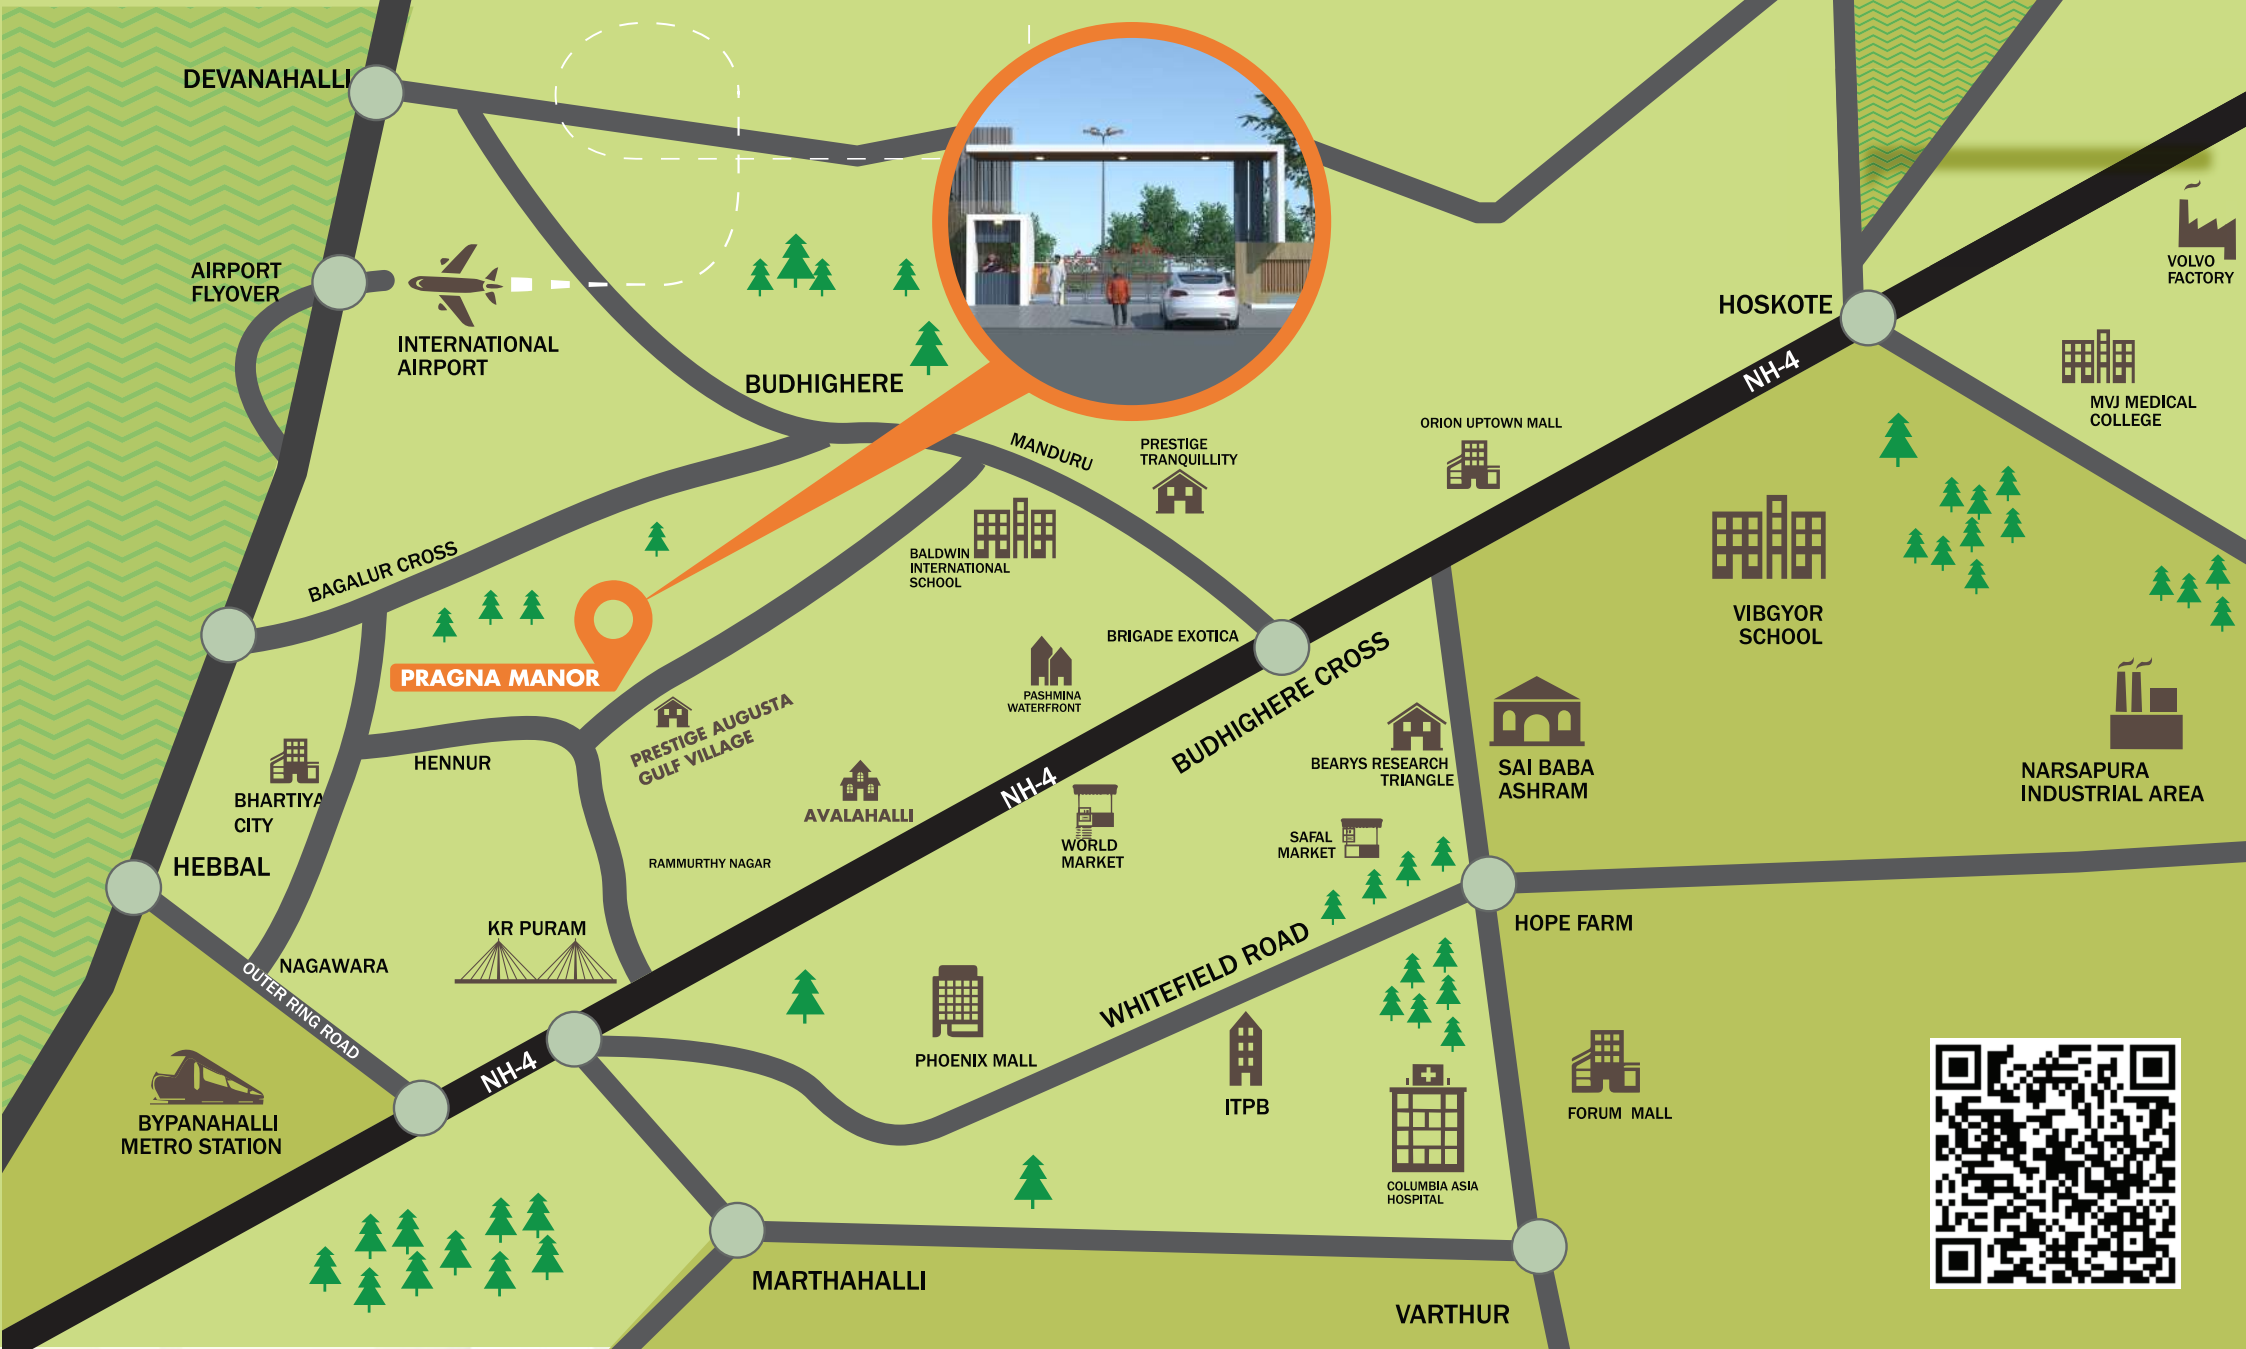 DEVANAHALLI
AIRPORT
FLYOVER
INTERNATIONAL
AIRPORT
BUDHIGHERE
HOSKOTE
VOLVO
FACTORY
NH-4
MVJ MEDICAL
COLLEGE
ORION UPTOWN MALL
MANDURU
PRESTIGE
TRANQUILLITY
BALDWIN
INTERNATIONAL
SCHOOL
BAGALUR CROSS
VIBGYOR
SCHOOL
BRIGADE EXOTICA
PRAGNA MANOR
PASHMINA
WATERFRONT
BUDHIGHERE CROSS
PRESTIGE AUGUSTA
GULF VILLAGE
HENNUR
BEARYS RESEARCH
TRIANGLE
SAI BABA
ASHRAM
NARSAPURA
INDUSTRIAL AREA
BHARTIYA
CITY
AVALAHALLI
NH-4
WORLD
MARKET
SAFAL
MARKET
HEBBAL
RAMMURTHY NAGAR
HOPE FARM
KR PURAM
NAGAWARA
OUTER RING ROAD
WHITEFIELD ROAD
PHOENIX MALL
NH-4
ITPB
FORUM MALL
BYPANAHALLI
METRO STATION
COLUMBIA ASIA
HOSPITAL
MARTHAHALLI
VARTHUR